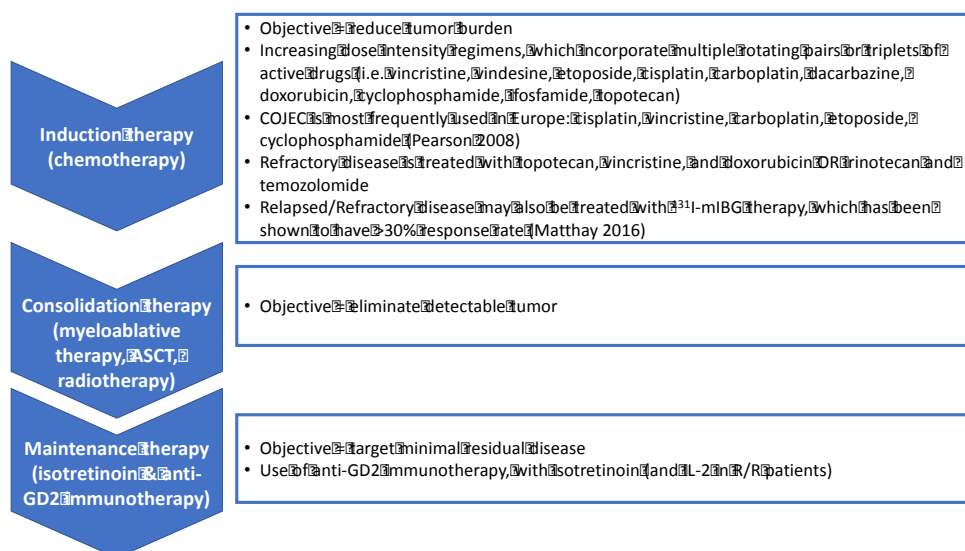 Induction therapy
(chemotherapy)
• Objective = reduce tumor burden
• Increasing dose intensity regimens, which incorporate multiple rotating pairs or triplets of
active drugs (i.e. vincristine, vindesine, etoposide, cisplatin, carboplatin, dacarbazine,
doxorubicin, cyclophosphamide, ifosfamide, topotecan)
• COJEC is most frequently used in Europe: cisplatin, vincristine, carboplatin, etoposide,
cyclophosphamide (Pearson 2008)
• Refractory disease is treated with topotecan, vincristine, and doxorubicin OR irinotecan and
temozolomide
• Relapsed/Refractory disease may also be treated with ¹³¹I-mIBG therapy, which has been
shown to have >30% response rate (Matthay 2016)
Consolidation therapy
(myeloablative
therapy, ASCT,
radiotherapy)
• Objective = eliminate detectable tumor
Maintenance therapy
(isotretinoin & anti-
GD2 immunotherapy)
• Objective = target minimal residual disease
• Use of anti-GD2 immunotherapy, with isotretinoin (and IL-2 in R/R patients)